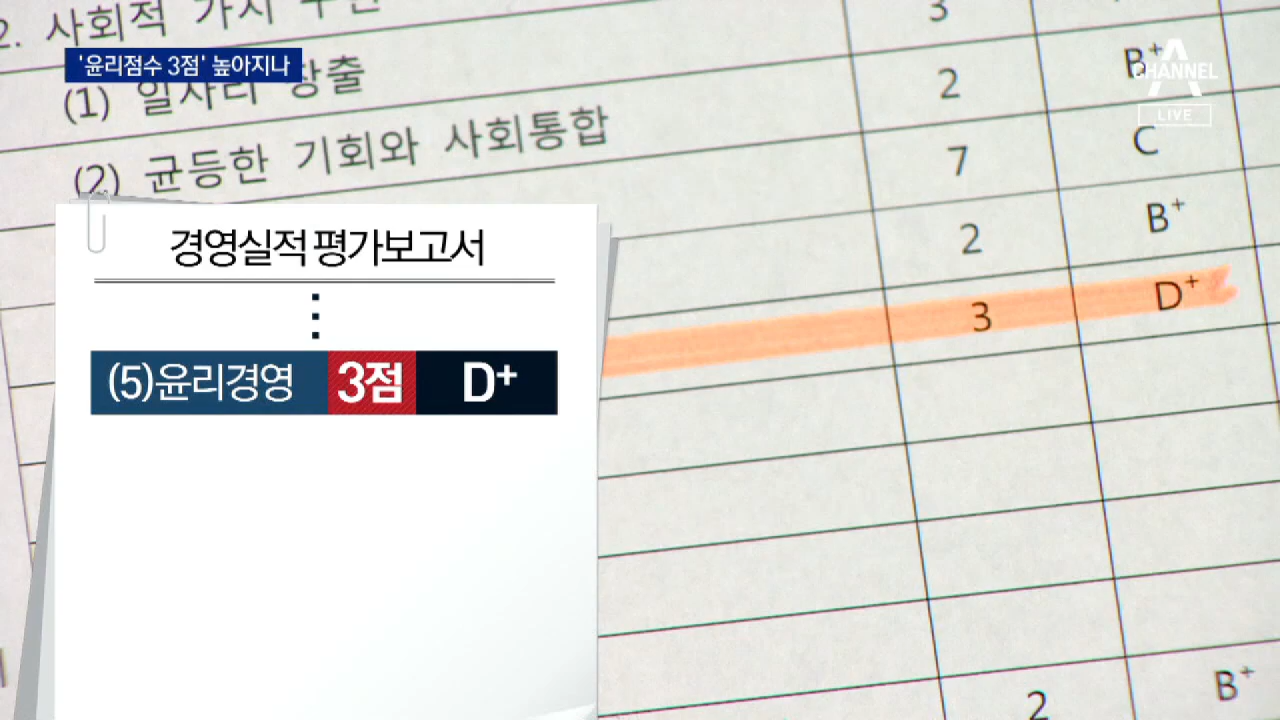 2. 사회적 가치 구현
3
'윤리점수 3점' 높아지나
(1) 일자리 창출
2
B+
CHANNEL A
LIVE
(2) 균등한 기회와 사회통합
7
C
2
B+
3
D+
2
B+
경영실적 평가보고서
(5)윤리경영 3점 D+